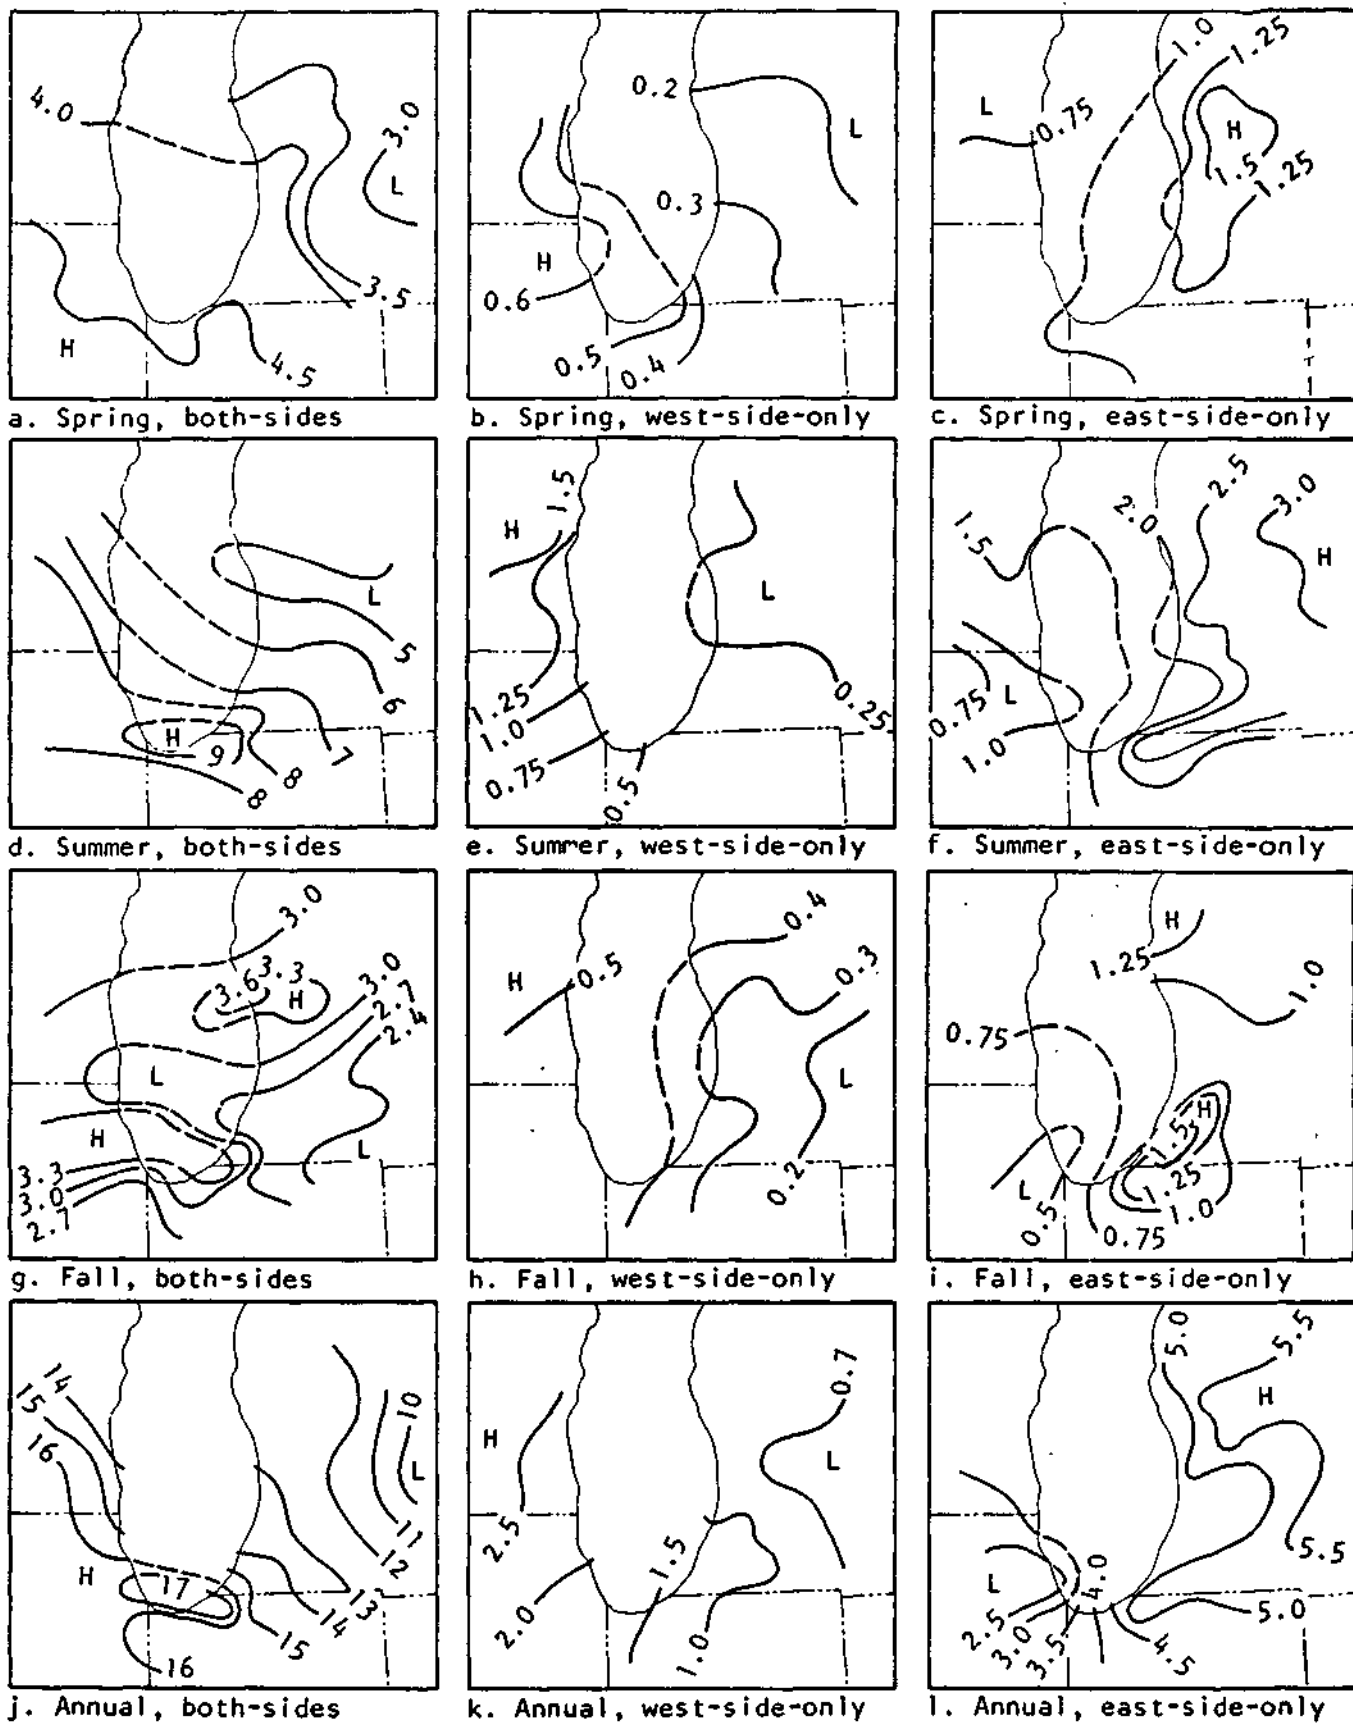 4.0
3.0
L
3.5
H
4.5
a. Spring, both-sides
0.2
L
0.3
H
0.6
0.5
0.4
b. Spring, west-side-only
1.0
1.25
L
0.75
H
1.5
1.25
c. Spring, east-side-only
L
5
6
H
9
7
8
8
d. Summer, both-sides
1.5
H
L
1.25
1.0
0.25
0.75
0.5
e. Summer, west-side-only
2.5
3.0
1.5
2.0
H
L
0.75
1.0
f. Summer, east-side-only
3.0
3.6
3.3
H
3.0
2.7
2.4
L
H
L
3.3
3.0
2.7
g. Fall, both-sides
0.4
0.5
0.3
H
L
0.2
h. Fall, west-side-only
H
1.25
1.0
0.75
H
1.5
L
1.25
0.5
1.0
0.75
i. Fall, east-side-only
14
15
16
10
L
11
12
H
17
13
14
15
16
j. Annual, both-sides
0.7
H
L
2.5
1.5
2.0
1.0
k. Annual, west-side-only
5.0
5.5
H
5.5
L
4.0
2.5
3.0
3.5
5.0
4.5
l. Annual, east-side-only